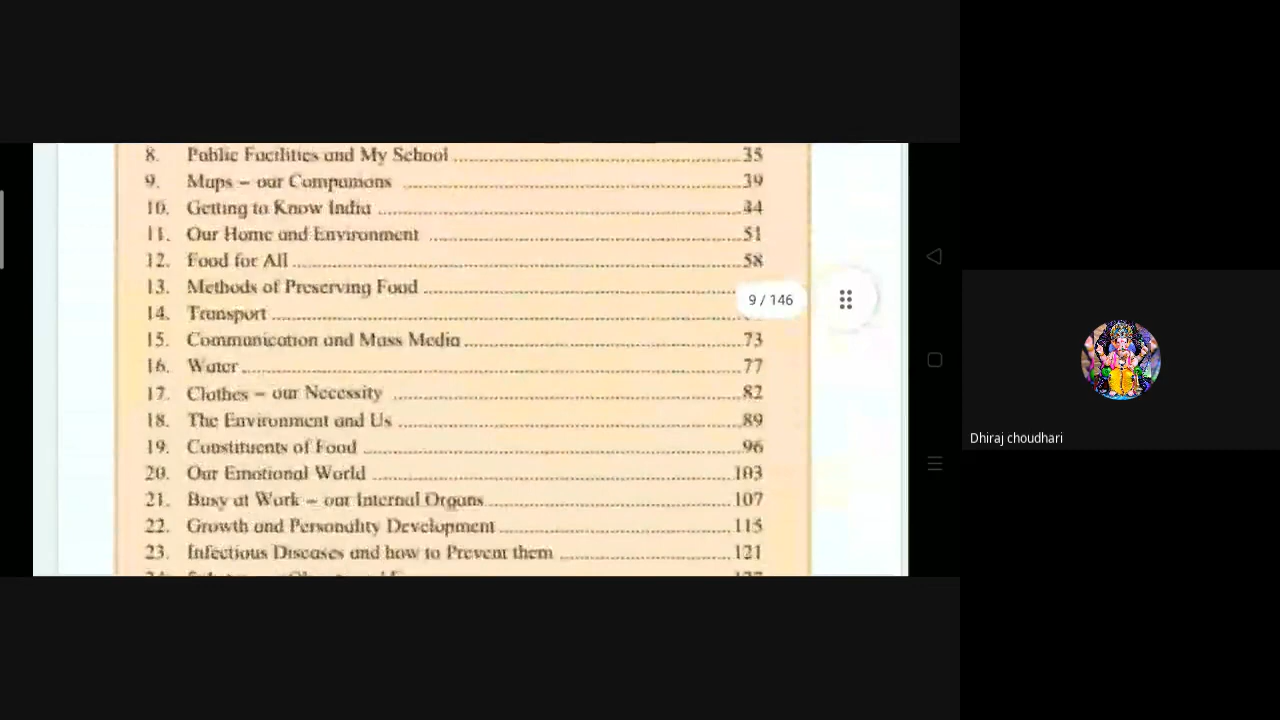 8. Public Facilities and My School ........ 35
9. Maps – our Companions ........ 39
10. Getting to Know India ........ 44
11. Our Home and Environment ........ 51
12. Food for All ........ 58
13. Methods of Preserving Food ........
9 / 146
14. Transport ........
15. Communication and Mass Media ........ 73
16. Water ........ 77
17. Clothes – our Necessity ........ 82
18. The Environment and Us ........ 89
19. Constituents of Food ........ 96
20. Our Emotional World ........ 103
21. Busy at Work – our Internal Organs ........ 107
22. Growth and Personality Development ........ 115
23. Infectious Diseases and how to Prevent them ........ 121
Dhiraj choudhari